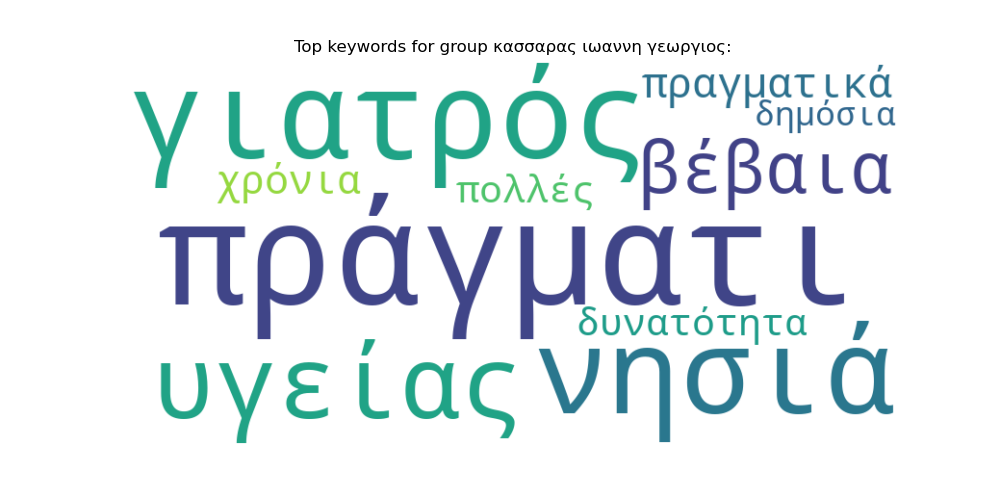 Top keywords for group κασσαρας ιωαννη γεωργιος:
γιατρός
πραγματικά
δημόσια
βέβαια
χρόνια
πολλές
πράγματι
δυνατότητα
υγείας
νησιά